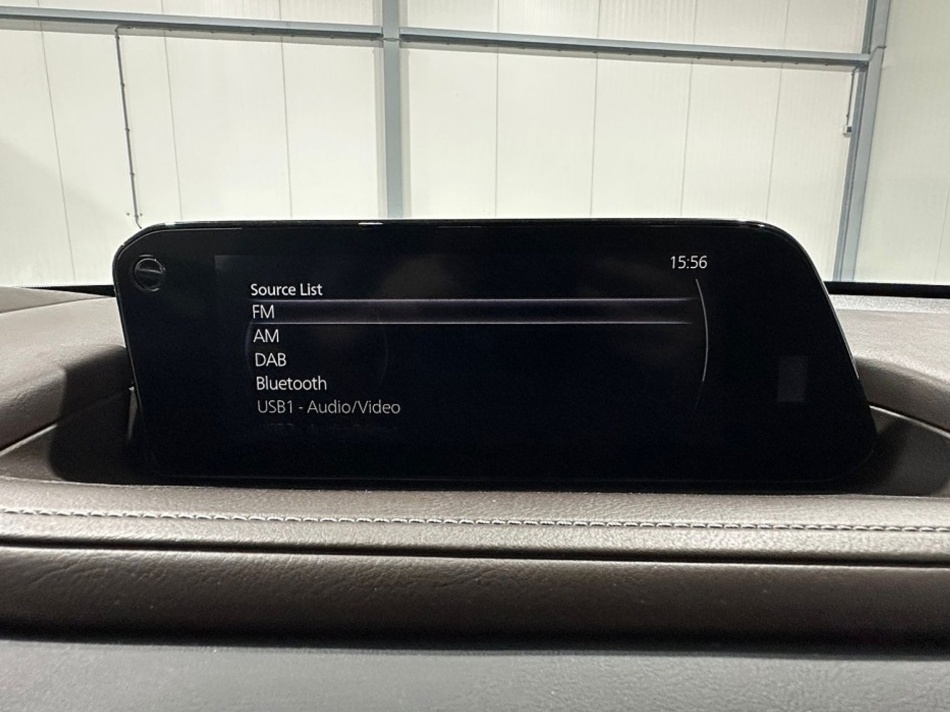 15:56
Source List
FM
AM
DAB
Bluetooth
USB1 - Audio/Video